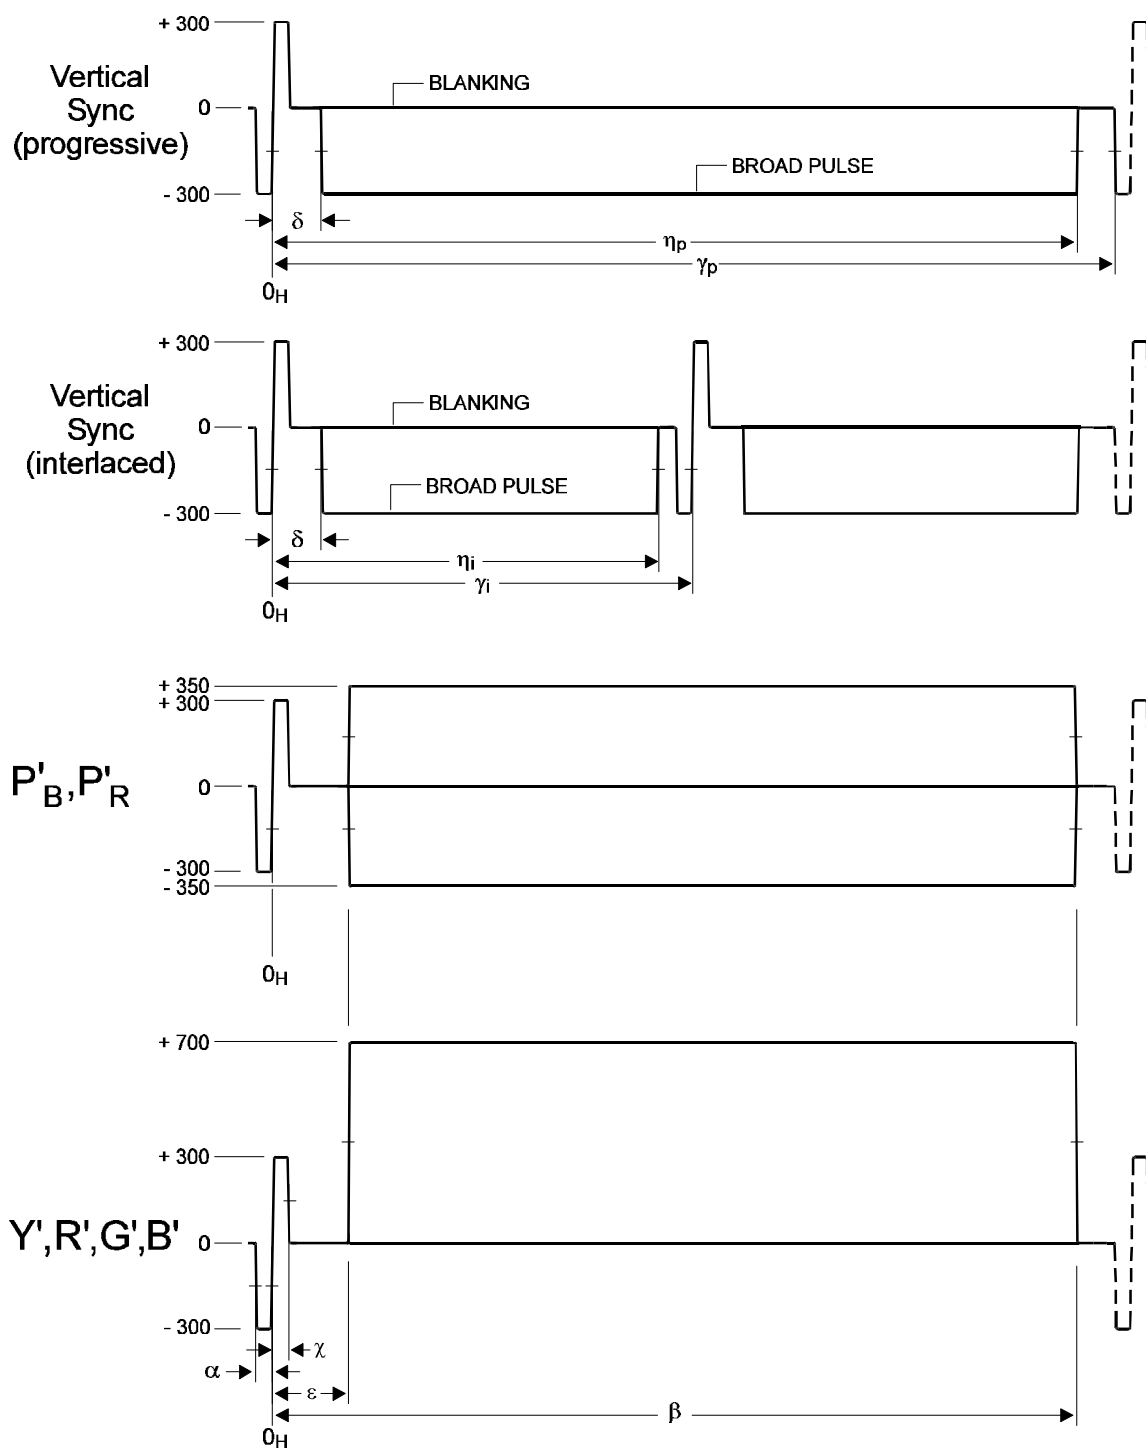 + 300
Vertical
Sync
(progressive)
BLANKING
0
BROAD PULSE
- 300
δ
ηp
γp
0H
+ 300
Vertical
Sync
(interlaced)
BLANKING
0
BROAD PULSE
- 300
δ
ηi
γi
0H
+ 350
+ 300
P'B,P'R
0
- 300
- 350
0H
+ 700
+ 300
Y',R',G',B'
0
- 300
χ
α
ε
β
0H